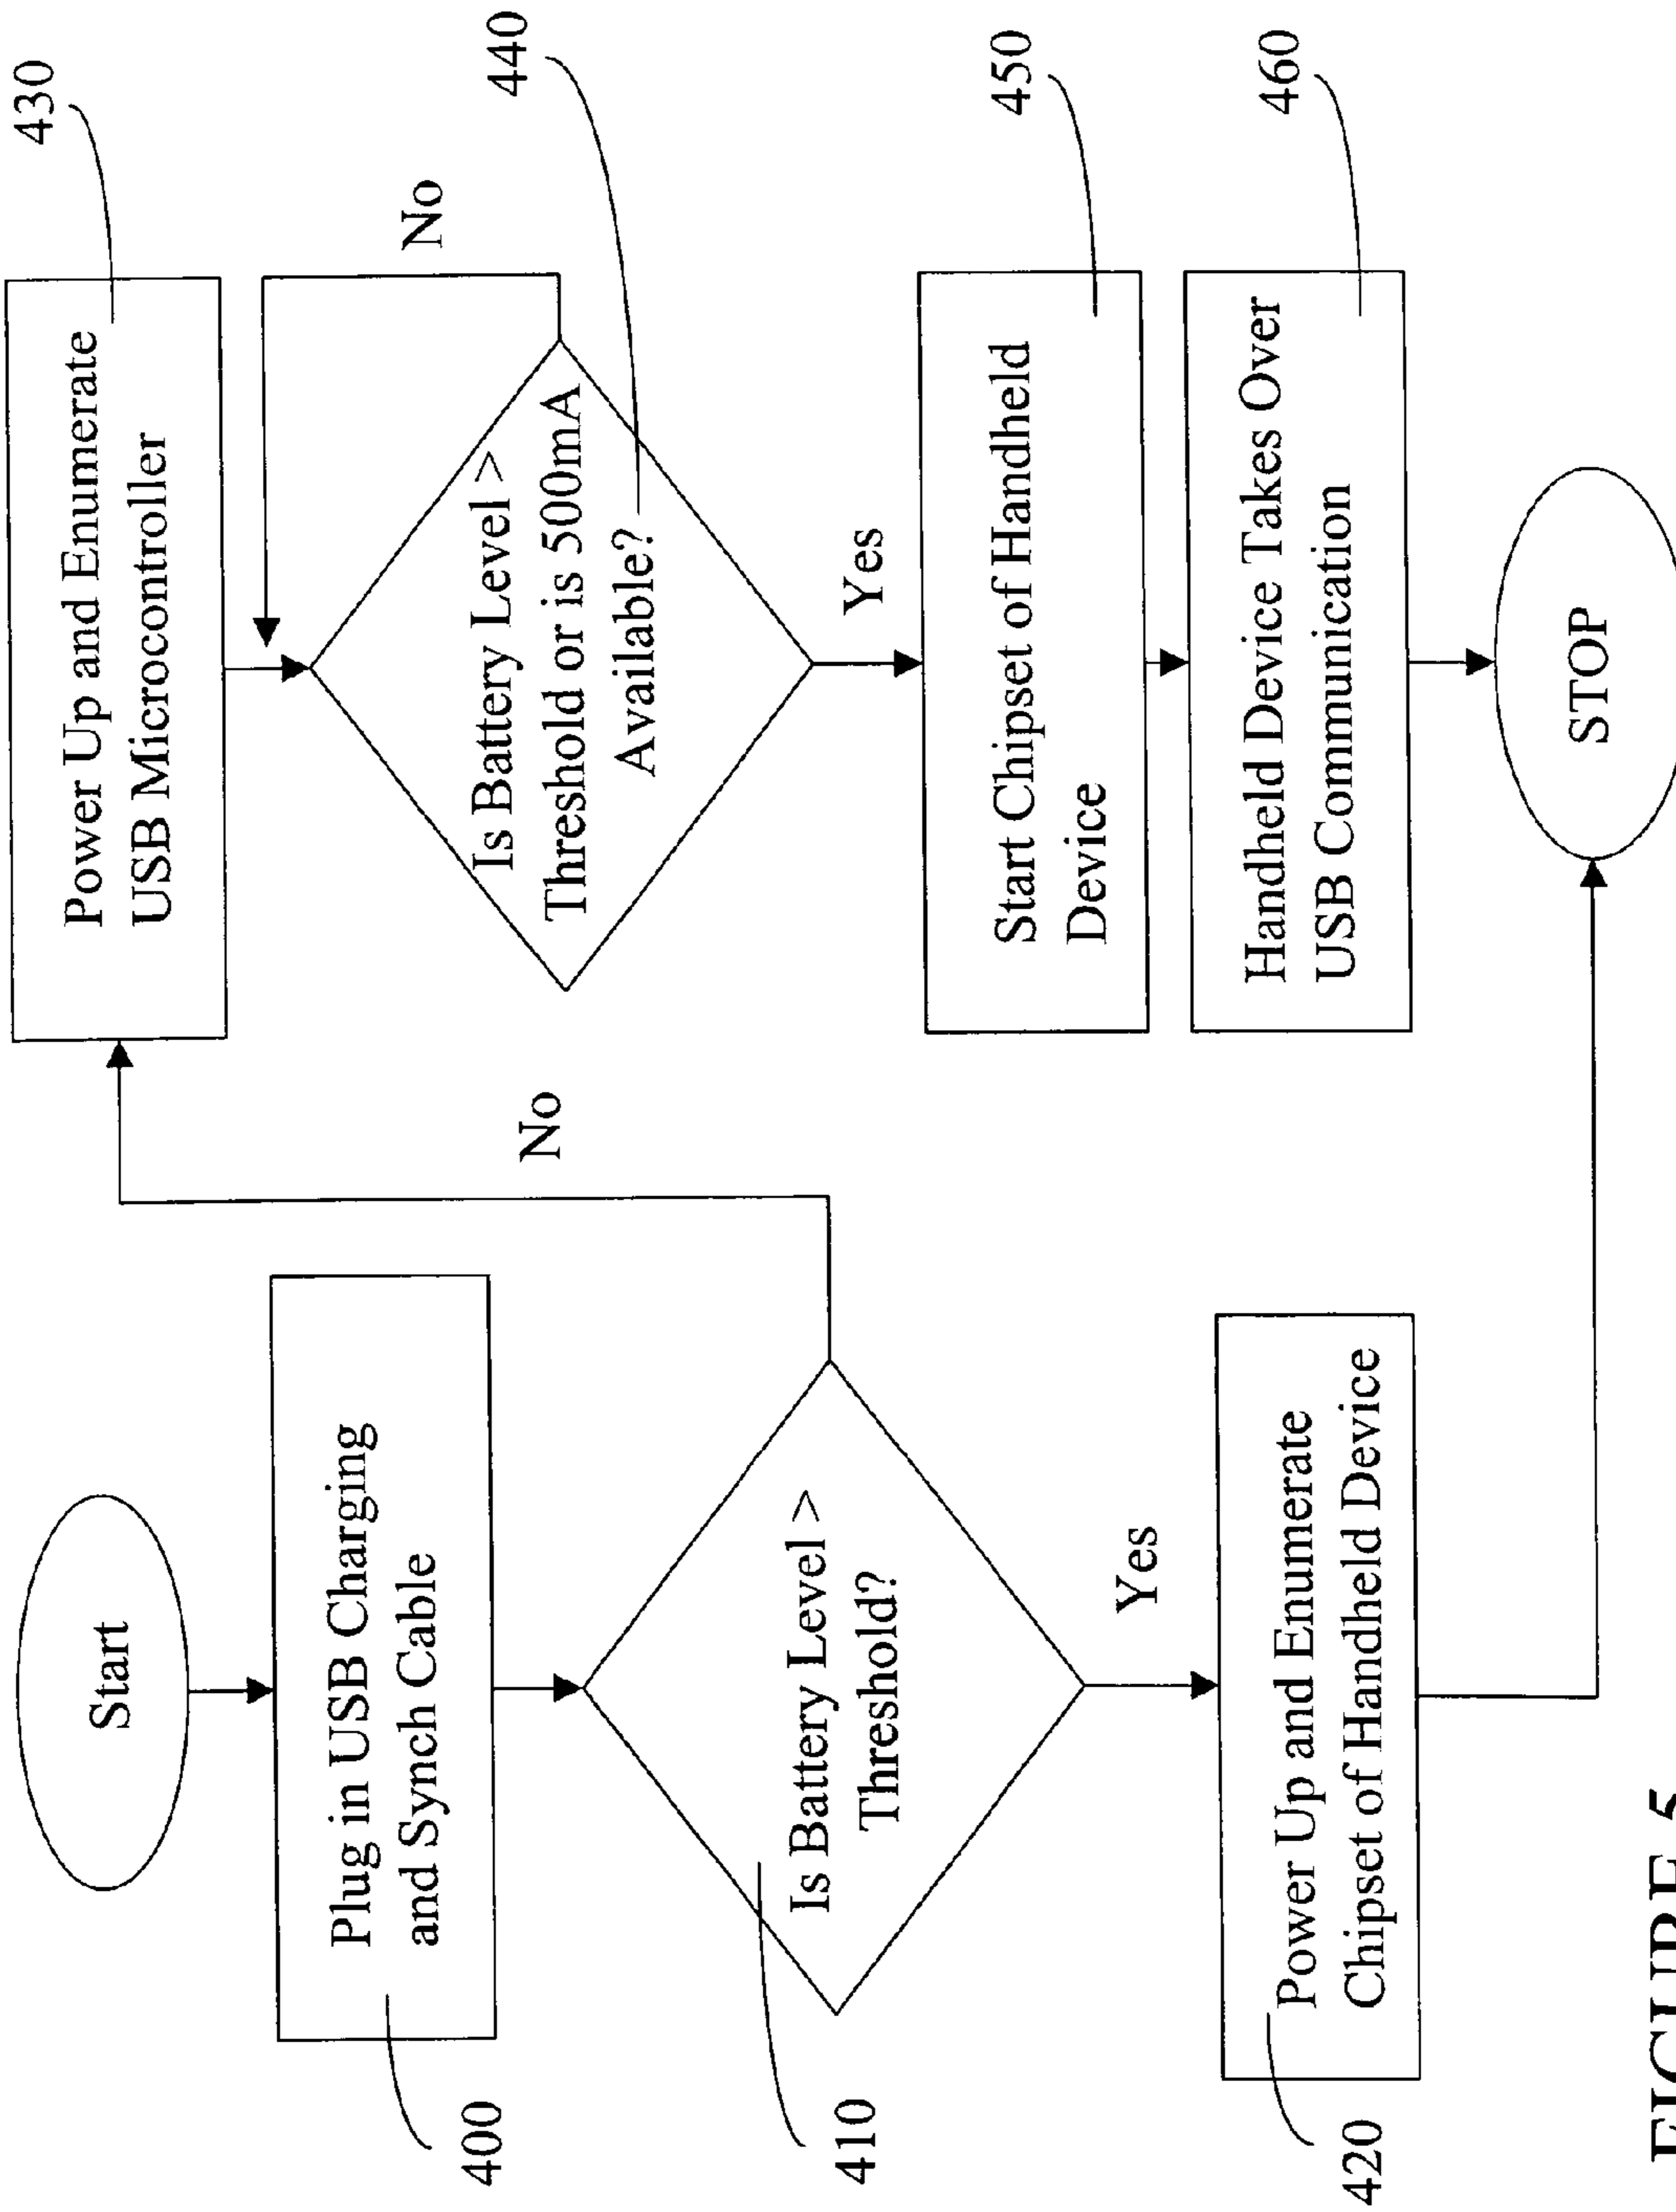 Start
Plug in USB Charging
and Synch Cable
400
Is Battery Level >
Threshold?
410
No
Yes
Power Up and Enumerate
Chipset of Handheld Device
420
Power Up and Enumerate
USB Microcontroller
430
Is Battery Level >
Threshold or is 500mA
Available?
440
No
Yes
Start Chipset of Handheld
Device
450
Handheld Device Takes Over
USB Communication
460
STOP
FIGURE 5